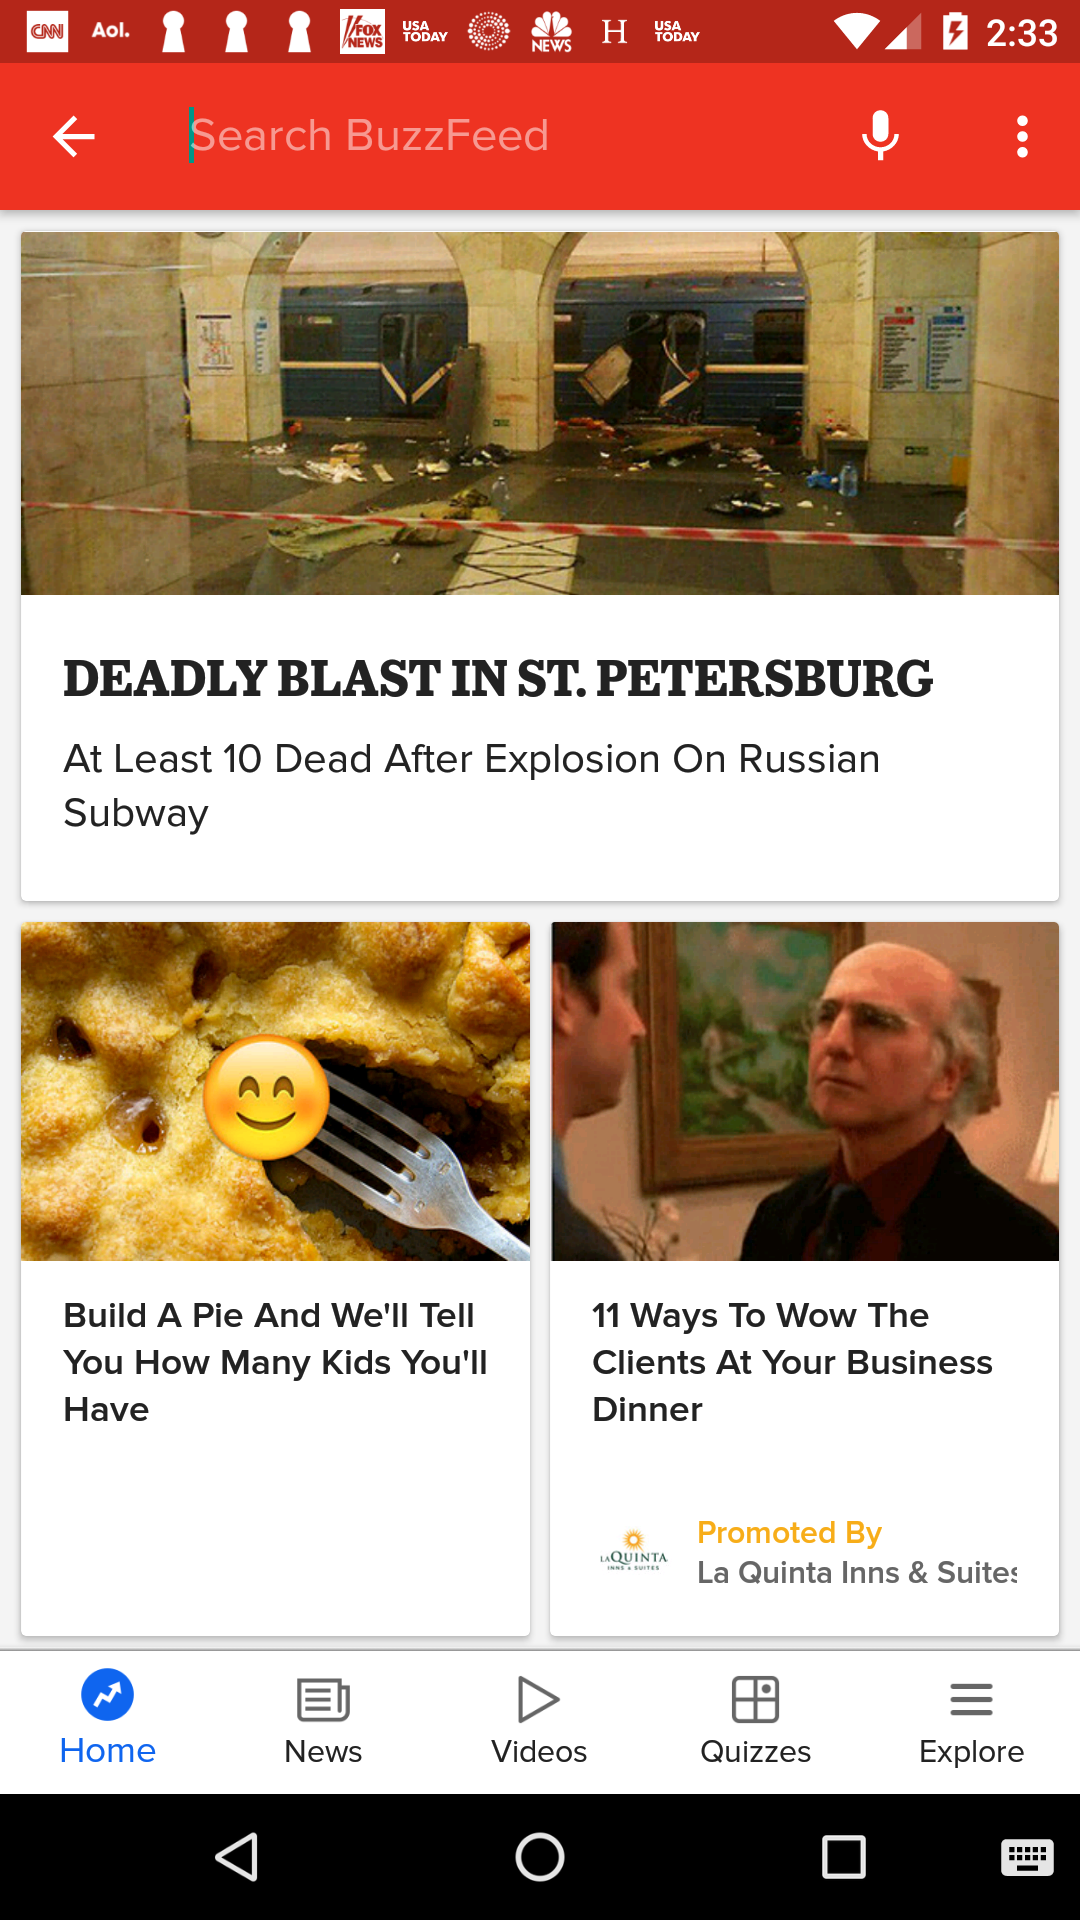 CNN Aol. FOX NEWS USA TODAY NEWS H USA TODAY 2:33
Search BuzzFeed
DEADLY BLAST IN ST. PETERSBURG
At Least 10 Dead After Explosion On Russian
Subway
Build A Pie And We'll Tell
You How Many Kids You'll
Have
11 Ways To Wow The
Clients At Your Business
Dinner
LAQUINTA
INNS & SUITES
Promoted By
La Quinta Inns & Suites
Home News Videos Quizzes Explore